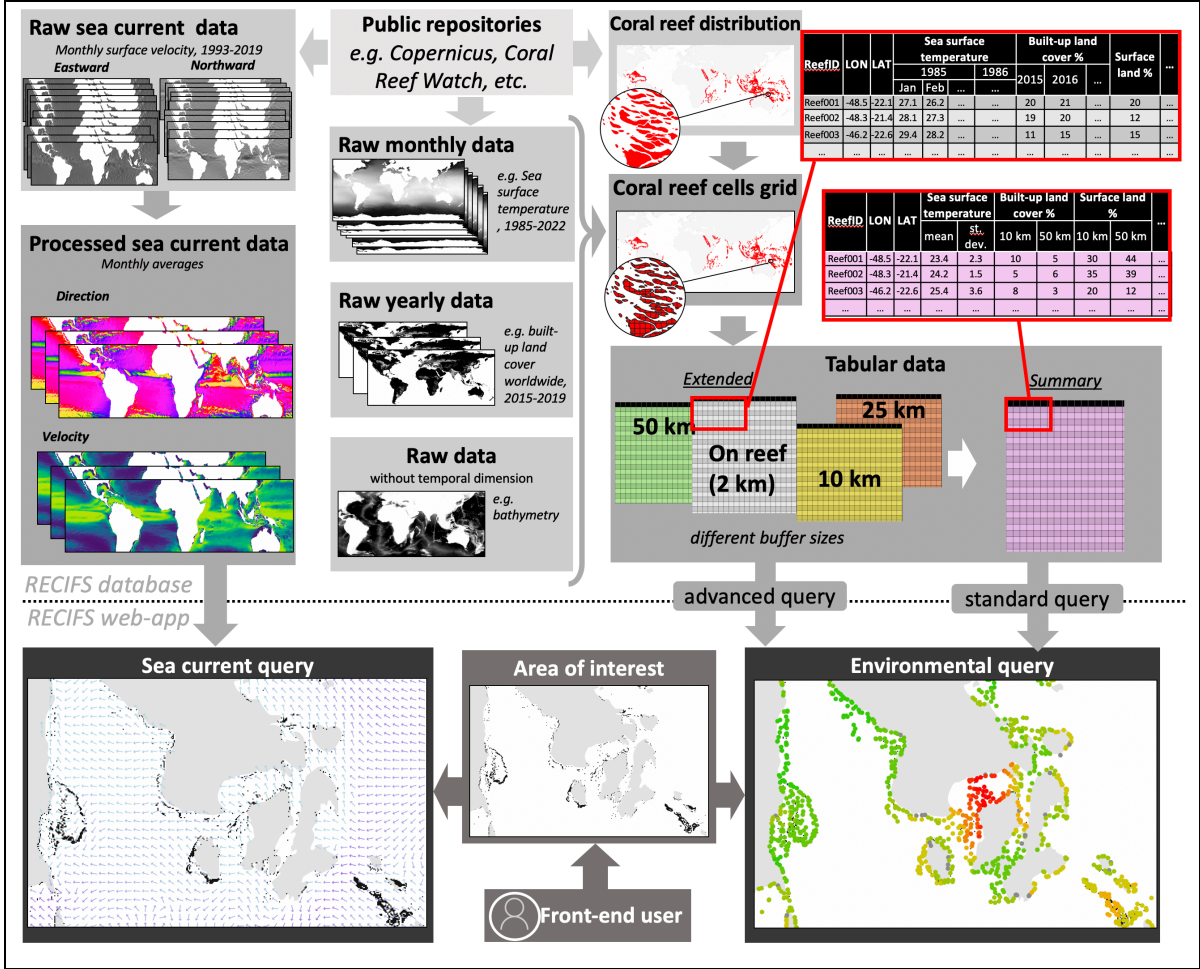 Raw sea current data
Monthly surface velocity, 1993-2019
Eastward
Northward
Public repositories
e.g. Copernicus, Coral
Reef Watch, etc.
Coral reef distribution
ReefID LON LAT Sea surface temperature Built-up land cover % Surface land % ...
1985 1986 2015 2016 ...
Jan Feb ... ...
Reef001 -48.5 -22.1 27.1 26.2 ... ... 20 21 ... 20 ...
Reef002 -48.3 -21.4 28.1 27.3 ... ... 19 20 ... 12 ...
Reef003 -46.2 -22.6 29.4 28.2 ... ... 11 15 ... 15 ...
... ... ... ... ... ... ... ... ... ... ... ...
Raw monthly data
e.g. Sea
surface
temperature
, 1985-2022
Coral reef cells grid
ReefID LON LAT Sea surface temperature Built-up land cover % Surface land % ...
mean st. dev. 10 km 50 km 10 km 50 km
Reef001 -48.5 -22.1 23.4 2.3 10 5 30 44 ...
Reef002 -48.3 -21.4 24.2 1.5 5 6 35 39 ...
Reef003 -46.2 -22.6 25.4 3.6 8 3 20 12 ...
... ... ... ... ... ... ... ... ... ...
Processed sea current data
Monthly averages
Direction
Velocity
Raw yearly data
e.g. built-
up land
cover
worldwide,
2015-2019
Raw data
without temporal dimension
e.g.
bathymetry
Tabular data
Extended
Summary
50 km
On reef
(2 km)
10 km
25 km
different buffer sizes
RECIFS database
RECIFS web-app
advanced query
standard query
Sea current query
Area of interest
Environmental query
Front-end user